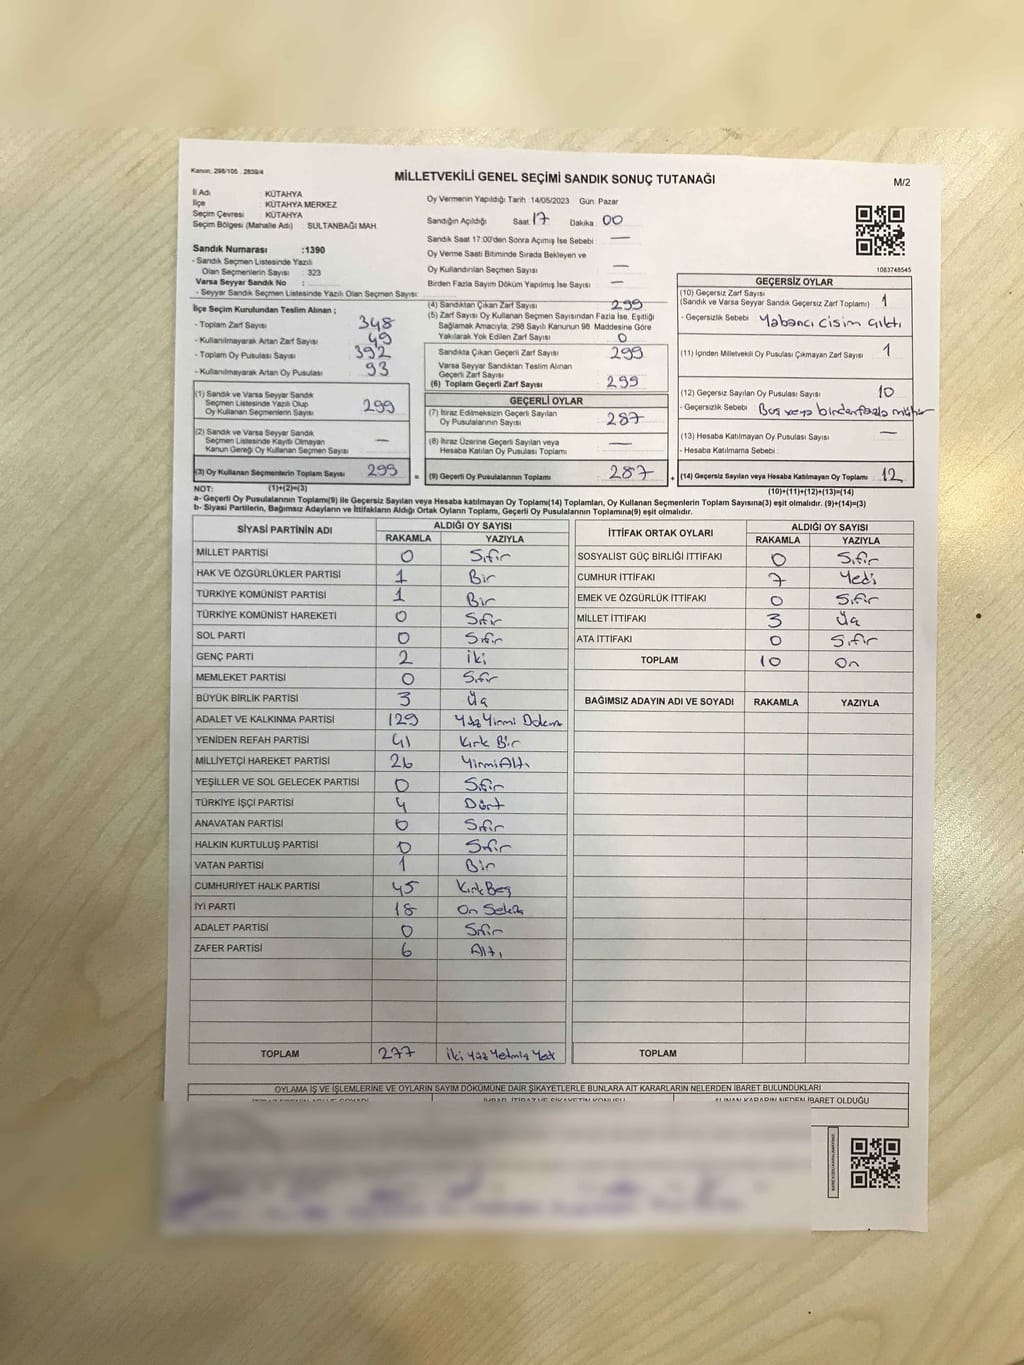 Kanun: 298/105 , 2839/4
MİLLETVEKİLİ GENEL SEÇİMİ SANDIK SONUÇ TUTANAĞI
M/2
İl Adı : KÜTAHYA
İlçe : KÜTAHYA MERKEZ
Seçim Çevresi : KÜTAHYA
Seçim Bölgesi (Mahalle Adı) : SULTANBAĞI MAH.
Oy Vermenin Yapıldığı Tarih : 14/05/2023 Gün: Pazar
Sandığın Açıldığı Saat 17 Dakika : 00
Sandık Saat 17:00'den Sonra Açımış İse Sebebi : —
Oy Verme Saati Bitiminde Sırada Bekleyen ve
Oy Kullandırılan Seçmen Sayısı : —
Birden Fazla Sayım Döküm Yapılmış İse Sayısı : —
1083748545
Sandık Numarası :1390
- Sandık Seçmen Listesinde Yazılı
Olan Seçmenlerin Sayısı : 323
Varsa Seyyar Sandık No :
- Seyyar Sandık Seçmen Listesinde Yazılı Olan Seçmen Sayısı :
İlçe Seçim Kurulundan Teslim Alınan ;
- Toplam Zarf Sayısı : 348
- Kullanılmayarak Artan Zarf Sayısı : 49
- Toplam Oy Pusulası Sayısı : 392
- Kullanılmayarak Artan Oy Pusulası : 93
(1) Sandık ve Varsa Seyyar Sandık
Seçmen Listesinde Yazılı Olup
Oy Kullanan Seçmenlerin Sayısı : 299
(2) Sandık ve Varsa Seyyar Sandık
Seçmen Listesinde Kayıtlı Olmayan
Kanun Gereği Oy Kullanan Seçmen Sayısı : —
(3) Oy Kullanan Seçmenlerin Toplam Sayısı : 299
(4) Sandıktan Çıkan Zarf Sayısı : 299
(5) Zarf Sayısı Oy Kullanan Seçmen Sayısından Fazla İse, Eşitliği
Sağlamak Amacıyla, 298 Sayılı Kanunun 98. Maddesine Göre
Yakılarak Yok Edilen Zarf Sayısı : 0
Sandıkta Çıkan Geçerli Zarf Sayısı : 299
Varsa Seyyar Sandıktan Teslim Alınan
Geçerli Zarf Sayısı :
(6) Toplam Geçerli Zarf Sayısı : 299
GEÇERLİ OYLAR
(7) İtiraz Edilmeksizin Geçerli Sayılan
Oy Pusulalarının Sayısı : 287
(8) İtiraz Üzerine Geçerli Sayılan veya
Hesaba Katılan Oy Pusulası Toplamı : —
= (9) Geçerli Oy Pusulalarının Toplamı : 287 +
GEÇERSİZ OYLAR
(10) Geçersiz Zarf Sayısı
(Sandık ve Varsa Seyyar Sandık Geçersiz Zarf Toplamı) : 1
- Geçersizlik Sebebi : Yabancı cisim çıktı
(11) İçinden Milletvekili Oy Pusulası Çıkmayan Zarf Sayısı : 1
(12) Geçersiz Sayılan Oy Pusulası Sayısı : 10
- Geçersizlik Sebebi : Boş veya birden fazla mühür
(13) Hesaba Katılmayan Oy Pusulası Sayısı : —
- Hesaba Katılmama Sebebi :
(14) Geçersiz Sayılan veya Hesaba Katılmayan Oy Toplamı : 12
NOT: (1)+(2)=(3)
(10)+(11)+(12)+(13)=(14)
a- Geçerli Oy Pusulalarının Toplamı(9) ile Geçersiz Sayılan veya Hesaba katılmayan Oy Toplamı(14) Toplamları, Oy Kullanan Seçmenlerin Toplam Sayısına(3) eşit olmalıdır. (9)+(14)=(3)
b- Siyasi Partilerin, Bağımsız Adayların ve İttifakların Aldığı Ortak Oyların Toplamı, Geçerli Oy Pusulalarının Toplamına(9) eşit olmalıdır.
SİYASİ PARTİNİN ADI ALDIĞI OY SAYISI
RAKAMLA YAZIYLA
MİLLET PARTİSİ 0 Sıfır
HAK VE ÖZGÜRLÜKLER PARTİSİ 1 Bir
TÜRKİYE KOMÜNİST PARTİSİ 1 Bir
TÜRKİYE KOMÜNİST HAREKETİ 0 Sıfır
SOL PARTİ 0 Sıfır
GENÇ PARTİ 2 İki
MEMLEKET PARTİSİ 0 Sıfır
BÜYÜK BİRLİK PARTİSİ 3 Üç
ADALET VE KALKINMA PARTİSİ 129 Yüz Yirmi Dokuz
YENİDEN REFAH PARTİSİ 41 Kırk Bir
MİLLİYETÇİ HAREKET PARTİSİ 26 Yirmi Altı
YEŞİLLER VE SOL GELECEK PARTİSİ 0 Sıfır
TÜRKİYE İŞÇİ PARTİSİ 4 Dört
ANAVATAN PARTİSİ 0 Sıfır
HALKIN KURTULUŞ PARTİSİ 0 Sıfır
VATAN PARTİSİ 1 Bir
CUMHURİYET HALK PARTİSİ 45 Kırk Beş
İYİ PARTİ 18 On Sekiz
ADALET PARTİSİ 0 Sıfır
ZAFER PARTİSİ 6 Altı
TOPLAM 277 İki Yüz Yetmiş Yedi
İTTİFAK ORTAK OYLARI ALDIĞI OY SAYISI
RAKAMLA YAZIYLA
SOSYALİST GÜÇ BİRLİĞİ İTTİFAKI 0 Sıfır
CUMHUR İTTİFAKI 7 Yedi
EMEK VE ÖZGÜRLÜK İTTİFAKI 0 Sıfır
MİLLET İTTİFAKI 3 Üç
ATA İTTİFAKI 0 Sıfır
TOPLAM 10 On
BAĞIMSIZ ADAYIN ADI VE SOYADI RAKAMLA YAZIYLA
TOPLAM
OYLAMA İŞ VE İŞLEMLERİNE VE OYLARIN SAYIM DÖKÜMÜNE DAİR ŞİKAYETLERLE BUNLARA AİT KARARLARIN NELERDEN İBARET BULUNDUKLARI
İHBAR, İTİRAZ VE ŞİKAYETİN KONUSU ALINAN KARARIN NEDEN İBARET OLDUĞU